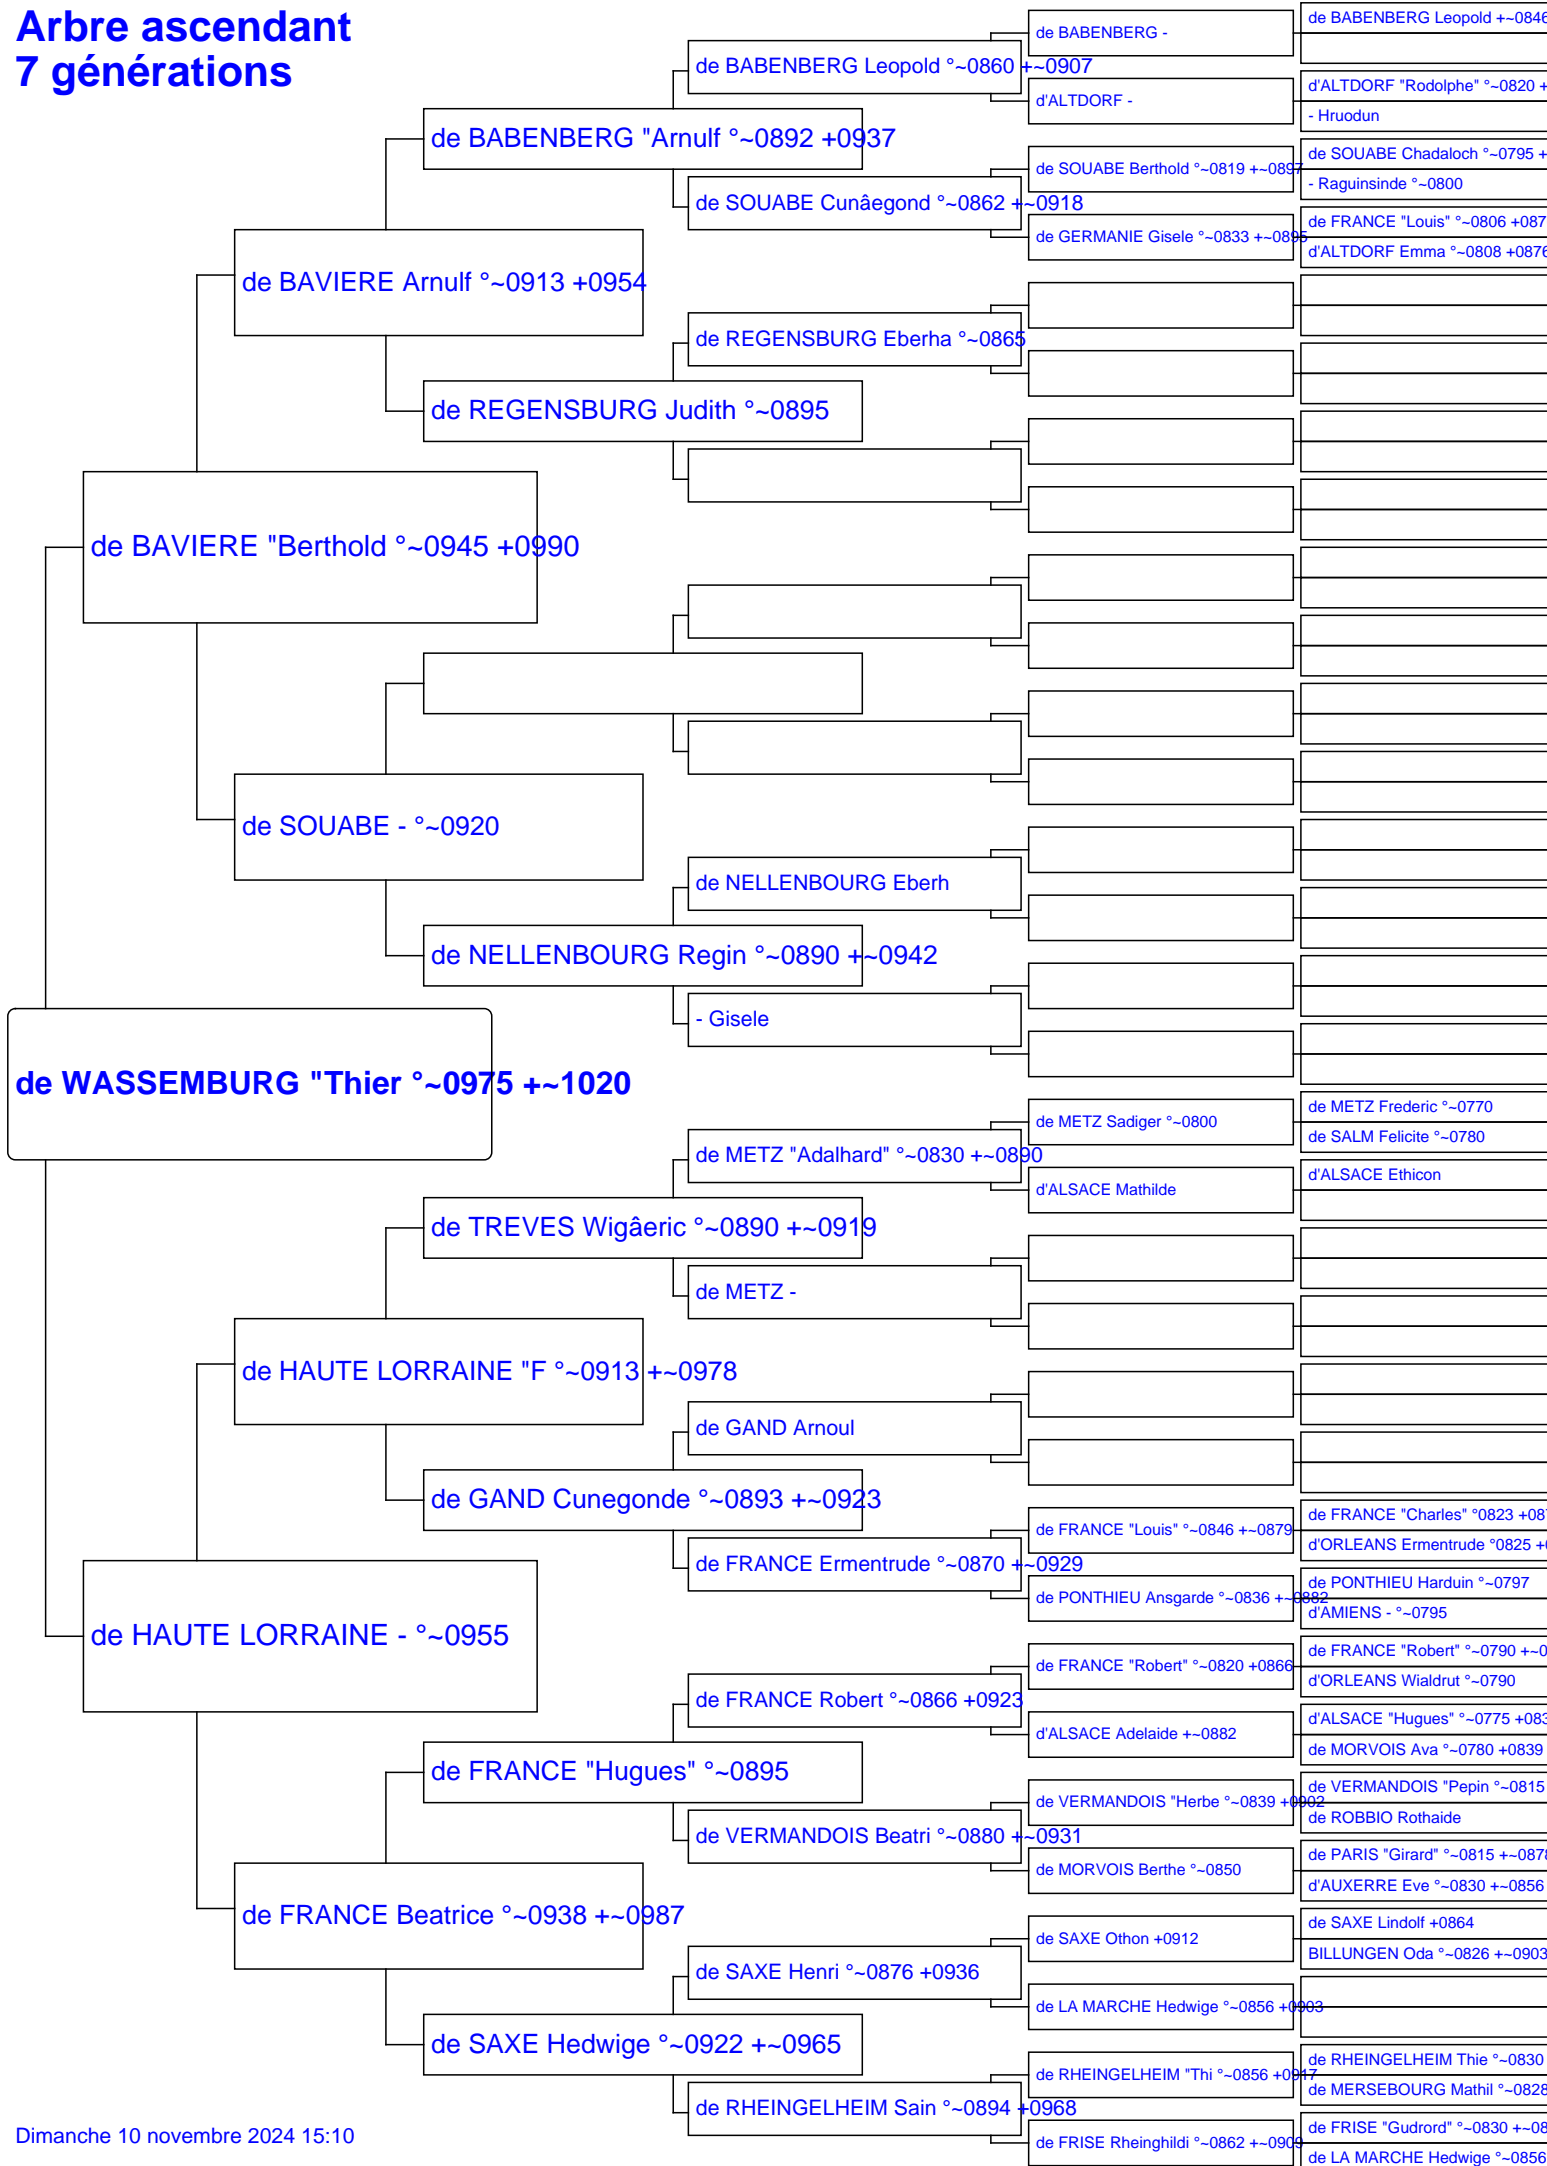 Arbre ascendant
7 générations
de WASSEMBURG "Thier °~0975 +~1020
de BAVIERE "Berthold °~0945 +0990
de HAUTE LORRAINE - °~0955
de BAVIERE Arnulf °~0913 +0954
de SOUABE - °~0920
de HAUTE LORRAINE "F °~0913 +~0978
de FRANCE Beatrice °~0938 +~0987
de BABENBERG "Arnulf °~0892 +0937
de REGENSBURG Judith °~0895
de NELLENBOURG Regin °~0890 +~0942
de TREVES Wigâeric °~0890 +~0919
de GAND Cunegonde °~0893 +~0923
de FRANCE "Hugues" °~0895
de SAXE Hedwige °~0922 +~0965
de BABENBERG Leopold °~0860 +~0907
de SOUABE Cunâegond °~0862 +~0918
de REGENSBURG Eberha °~0865
de NELLENBOURG Eberh
- Gisele
de METZ "Adalhard" °~0830 +~0890
de METZ -
de GAND Arnoul
de FRANCE Ermentrude °~0870 +~0929
de FRANCE Robert °~0866 +0923
de VERMANDOIS Beatri °~0880 +~0931
de SAXE Henri °~0876 +0936
de RHEINGELHEIM Sain °~0894 +0968
de BABENBERG -
d'ALTDORF -
de SOUABE Berthold °~0819 +~0897
de GERMANIE Gisele °~0833 +~0895
de METZ Sadiger °~0800
d'ALSACE Mathilde
de FRANCE "Louis" °~0846 +~0879
de PONTHIEU Ansgarde °~0836 +~0882
de FRANCE "Robert" °~0820 +0866
d'ALSACE Adelaide +~0882
de VERMANDOIS "Herbe °~0839 +0902
de MORVOIS Berthe °~0850
de SAXE Othon +0912
de LA MARCHE Hedwige °~0856 +0903
de RHEINGELHEIM "Thi °~0856 +0917
de FRISE Rheinghildi °~0862 +~0909
de BABENBERG Leopold +~0846
d'ALTDORF "Rodolphe" °~0820 +
- Hruodun
de SOUABE Chadaloch °~0795 +
- Raguinsinde °~0800
de FRANCE "Louis" °~0806 +087
d'ALTDORF Emma °~0808 +0876
de METZ Frederic °~0770
de SALM Felicite °~0780
d'ALSACE Ethicon
de FRANCE "Charles" °0823 +087
d'ORLEANS Ermentrude °0825 +0
de PONTHIEU Harduin °~0797
d'AMIENS - °~0795
de FRANCE "Robert" °~0790 +~0
d'ORLEANS Wialdrut °~0790
d'ALSACE "Hugues" °~0775 +083
de MORVOIS Ava °~0780 +0839
de VERMANDOIS "Pepin °~0815
de ROBBIO Rothaide
de PARIS "Girard" °~0815 +~0878
d'AUXERRE Eve °~0830 +~0856
de SAXE Lindolf +0864
BILLUNGEN Oda °~0826 +~0903
de RHEINGELHEIM Thie °~0830
de MERSEBOURG Mathil °~0828
de FRISE "Gudrord" °~0830 +~08
de LA MARCHE Hedwige °~0856
Dimanche 10 novembre 2024 15:10